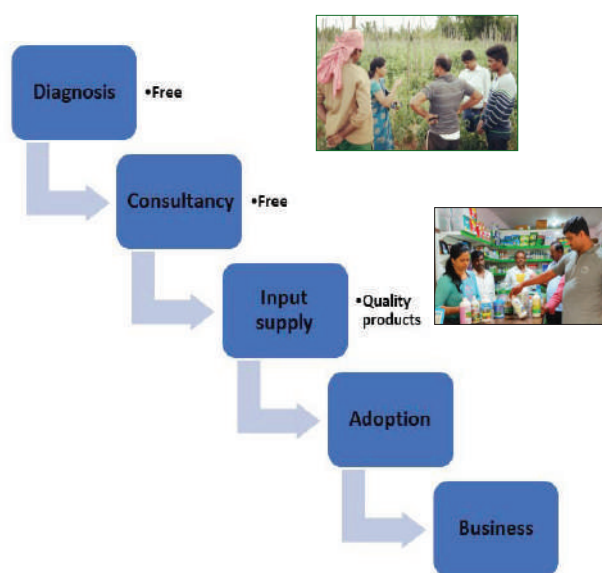 Diagnosis
•Free
Consultancy
•Free
Input
supply
•Quality
products
Adoption
Business